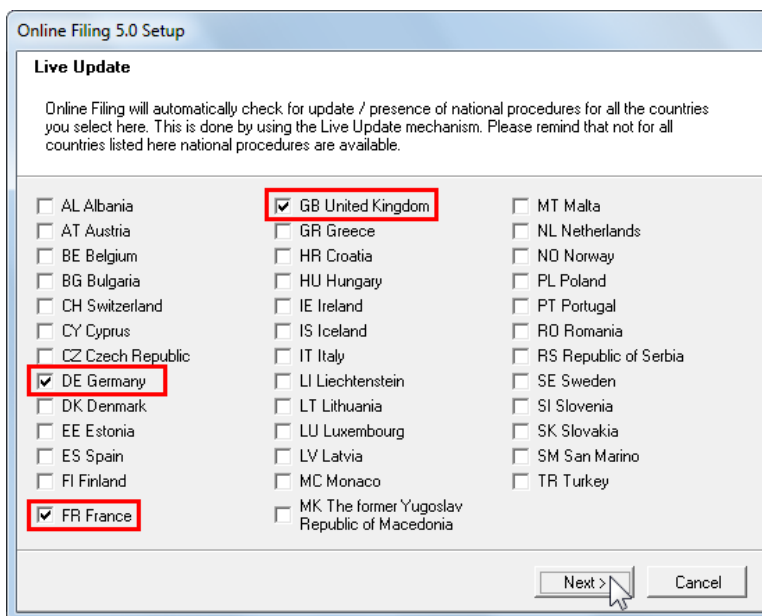 Online Filing 5.0 Setup
Live Update
Online Filing will automatically check for update / presence of national procedures for all the countries
you select here. This is done by using the Live Update mechanism. Please remind that not for all
countries listed here national procedures are available.
AL Albania
AT Austria
BE Belgium
BG Bulgaria
CH Switzerland
CY Cyprus
CZ Czech Republic
DE Germany
DK Denmark
EE Estonia
ES Spain
FI Finland
FR France
GB United Kingdom
GR Greece
HR Croatia
HU Hungary
IE Ireland
IS Iceland
IT Italy
LI Liechtenstein
LT Lithuania
LU Luxembourg
LV Latvia
MC Monaco
MK The former Yugoslav
Republic of Macedonia
MT Malta
NL Netherlands
NO Norway
PL Poland
PT Portugal
RO Romania
RS Republic of Serbia
SE Sweden
SI Slovenia
SK Slovakia
SM San Marino
TR Turkey
Next >
Cancel